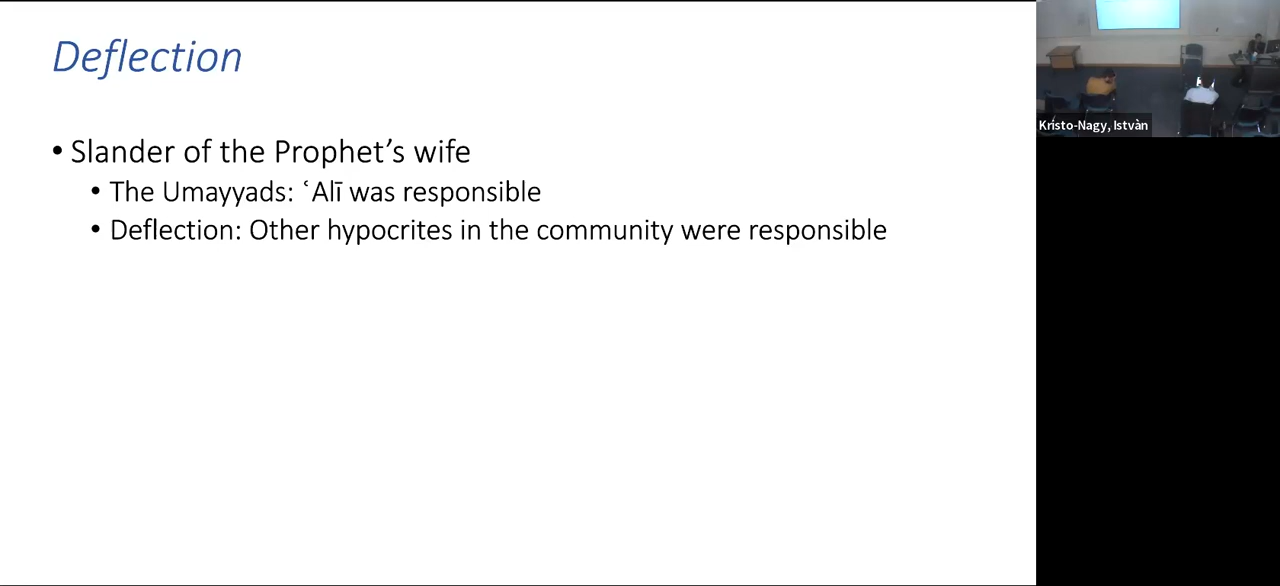 Deflection
• Slander of the Prophet’s wife
• The Umayyads: ʿAlī was responsible
• Deflection: Other hypocrites in the community were responsible
Kristo-Nagy, Istvàn